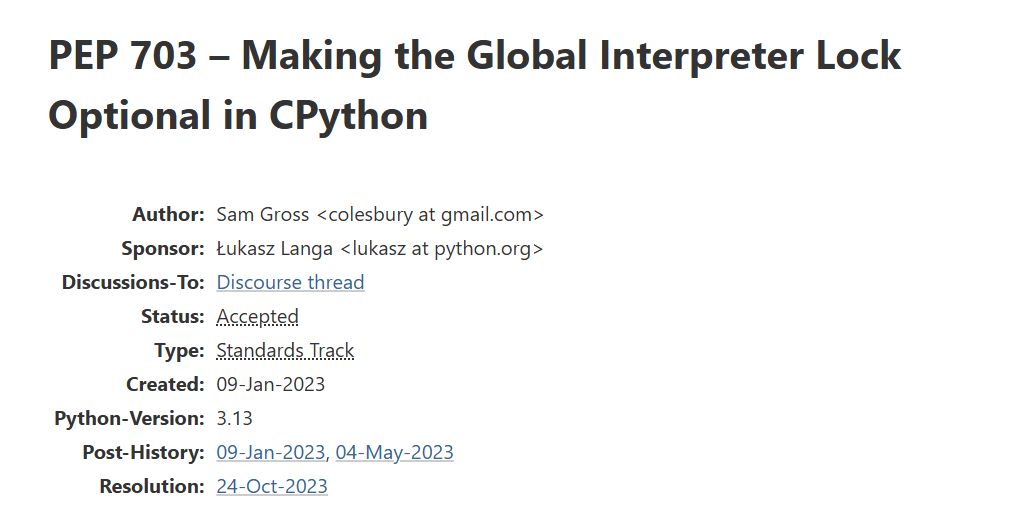 PEP 703 – Making the Global Interpreter Lock
Optional in CPython
Author: Sam Gross <colesbury at gmail.com>
Sponsor: Łukasz Langa <lukasz at python.org>
Discussions-To: Discourse thread
Status: Accepted
Type: Standards Track
Created: 09-Jan-2023
Python-Version: 3.13
Post-History: 09-Jan-2023, 04-May-2023
Resolution: 24-Oct-2023